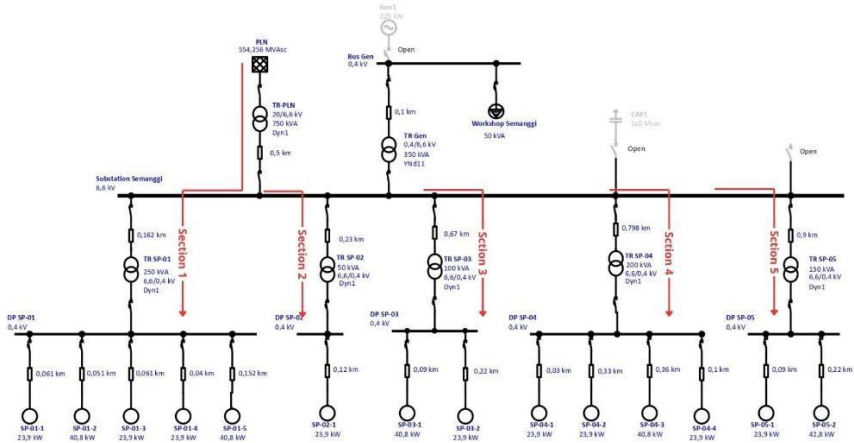 Gen1
225 kW
Open
PLN
554,256 MVAsc
Bus Gen
0,4 kV
TR-PLN
20/6,6 kV
750 kVA
Dyn1
0,1 km
Workshop Semanggi
50 kVA
CAP1
1x0 Mvar
TR Gen
0,4/6,6 kV
350 kVA
YNd11
0,5 km
Open
Open
Substation Semanggi
6,6 kV
0,162 km
Section 1
0,23 km
Section 2
0,67 km
Sction 3
0,798 km
Sction 4
0,9 km
Sction 5
TR SP-01
250 kVA
6,6/0,4 kV
Dyn1
TR SP-02
50 kVA
6,6/0,4 kV
Dyn1
TR SP-03
100 kVA
6,6/0,4 kV
Dyn1
TR SP-04
200 kVA
6,6/0,4 kV
Dyn1
TR SP-05
150 kVA
6,6/0,4 kV
Dyn1
DP SP-01
0,4 kV
DP SP-02
0,4 kV
DP SP-03
0,4 kV
DP SP-04
0,4 kV
DP SP-05
0,4 kV
0,061 km
0,051 km
0,061 km
0,04 km
0,152 km
0,12 km
0,09 km
0,22 km
0,03 km
0,33 km
0,36 km
0,1 km
0,09 km
0,22 km
SP-01-1
23,9 kW
SP-01-2
40,8 kW
SP-01-3
23,9 kW
SP-01-4
23,9 kW
SP-01-5
40,8 kW
SP-02-1
23,9 kW
SP-03-1
40,8 kW
SP-03-2
23,9 kW
SP-04-1
23,9 kW
SP-04-2
23,9 kW
SP-04-3
40,8 kW
SP-04-4
23,9 kW
SP-05-1
23,9 kW
SP-05-2
42,8 kW